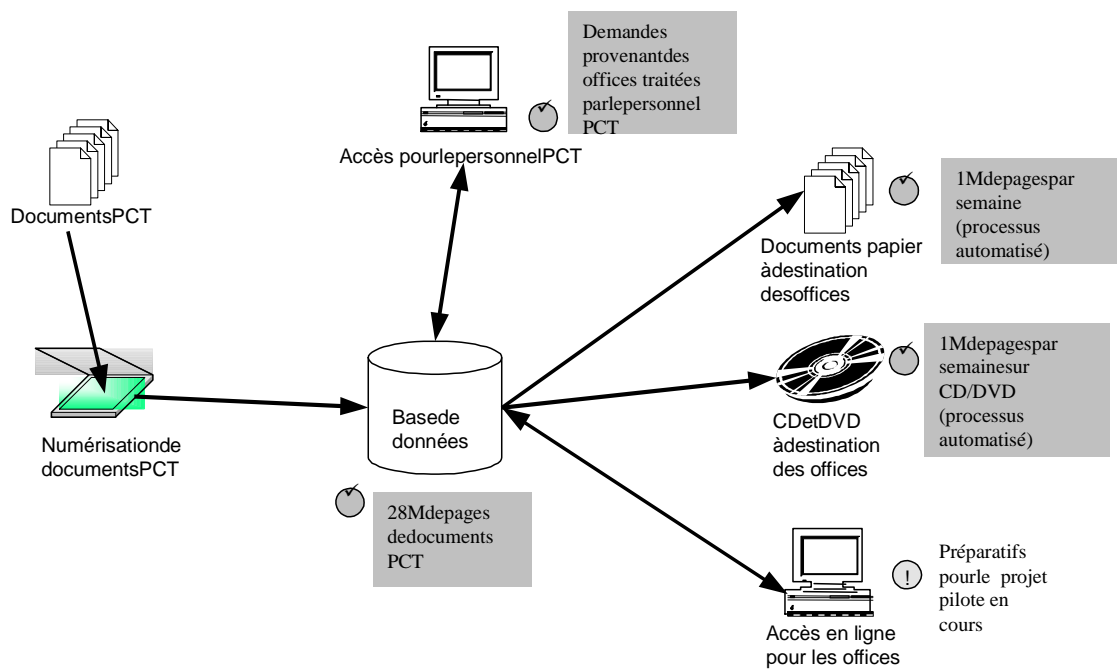 Demandes
provenantdes
offices traitées
parlepersonnel
PCT
Accès pourlepersonnelPCT
DocumentsPCT
1Mdepagespar
semaine
(processus
automatisé)
Documents papier
àdestination
desoffices
1Mdepagespar
semainesur
CD/DVD
(processus
automatisé)
CDetDVD
àdestination
des offices
Basede
données
Numérisationde
documentsPCT
28Mdepages
dedocuments
PCT
!
Préparatifs
pourle projet
pilote en
cours
Accès en ligne
pour les offices